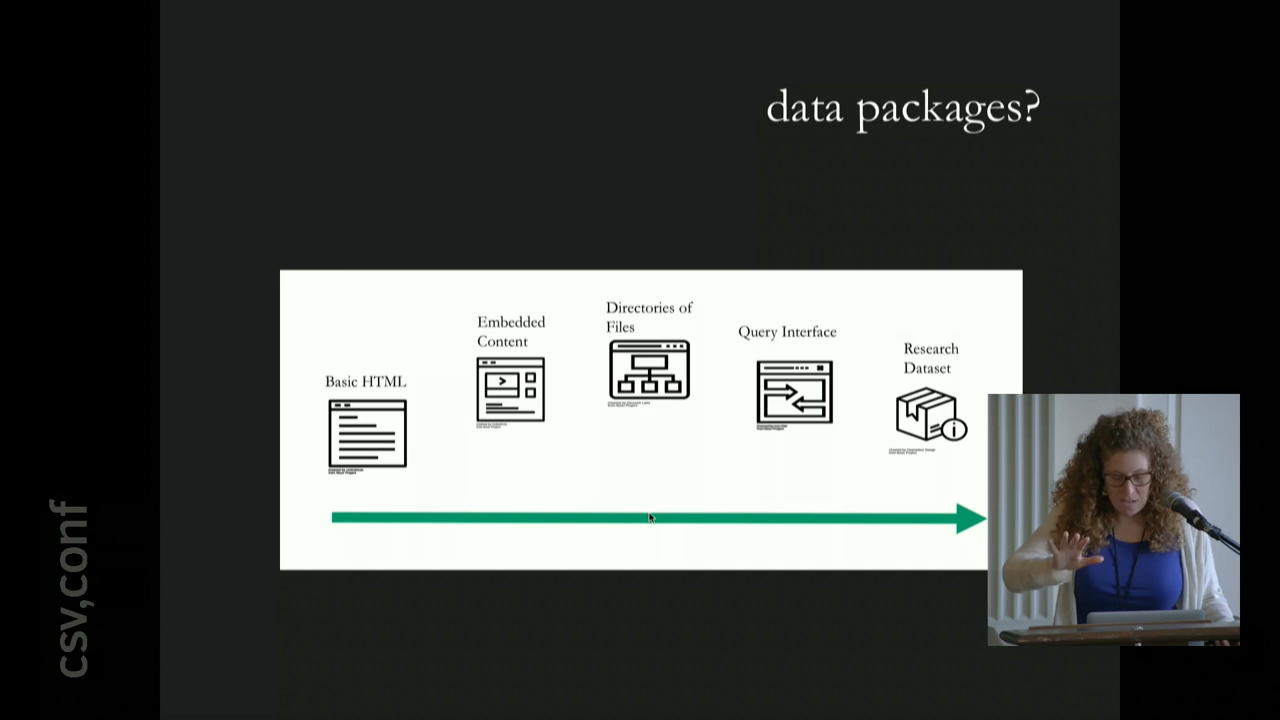 data packages?
Basic HTML
Embedded
Content
Directories of
Files
Query Interface
Research
Dataset
csv,conf